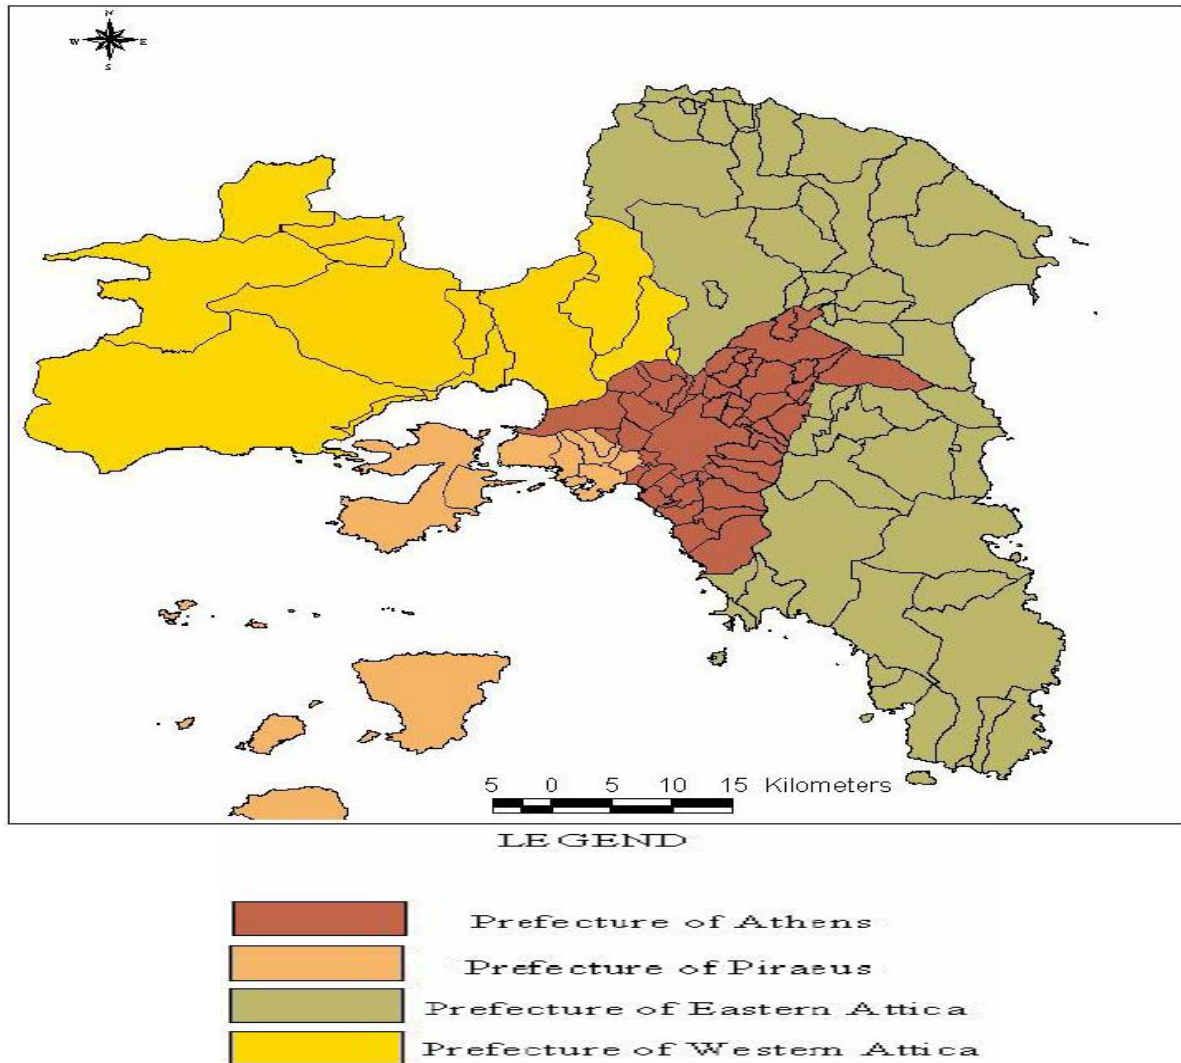 N
W E
S
5 0 5 10 15 Kilometers
LEGEND
Prefecture of Athens
Prefecture of Piraeus
Prefecture of Eastern Attica
Prefecture of Western Attica